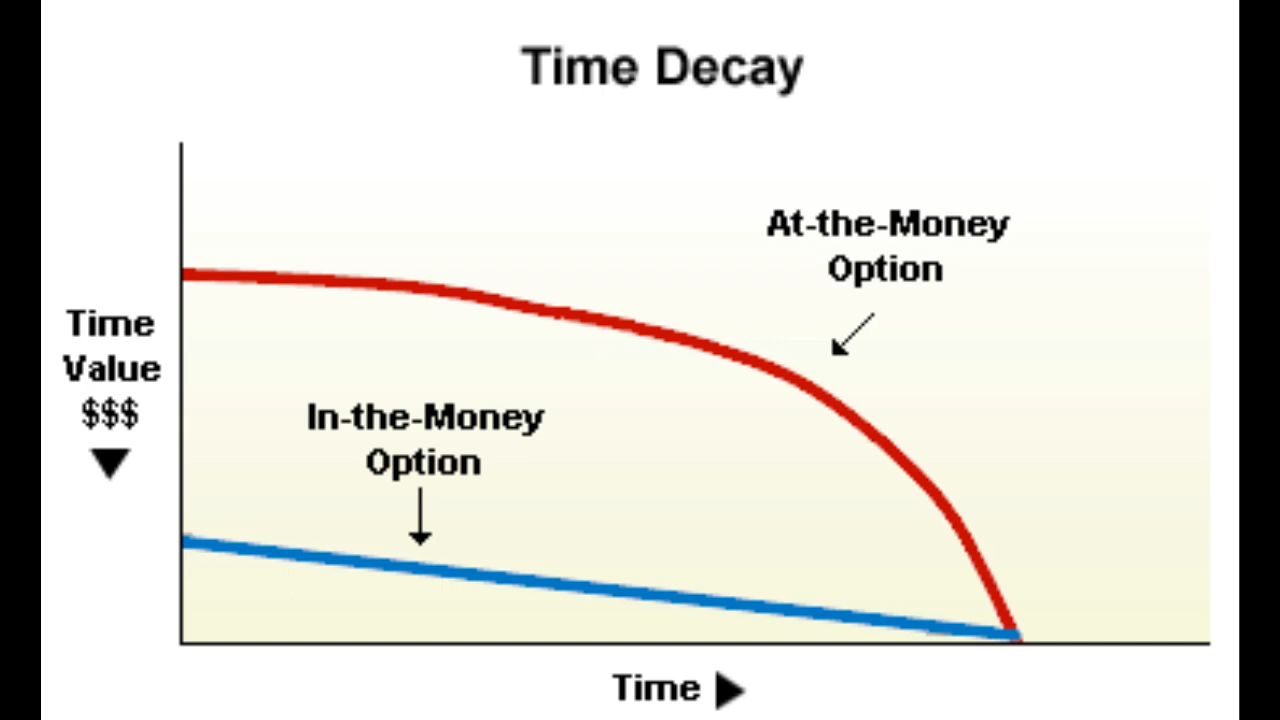 Time Decay
At-the-Money
Option
Time
Value
$$$
In-the-Money
Option
Time